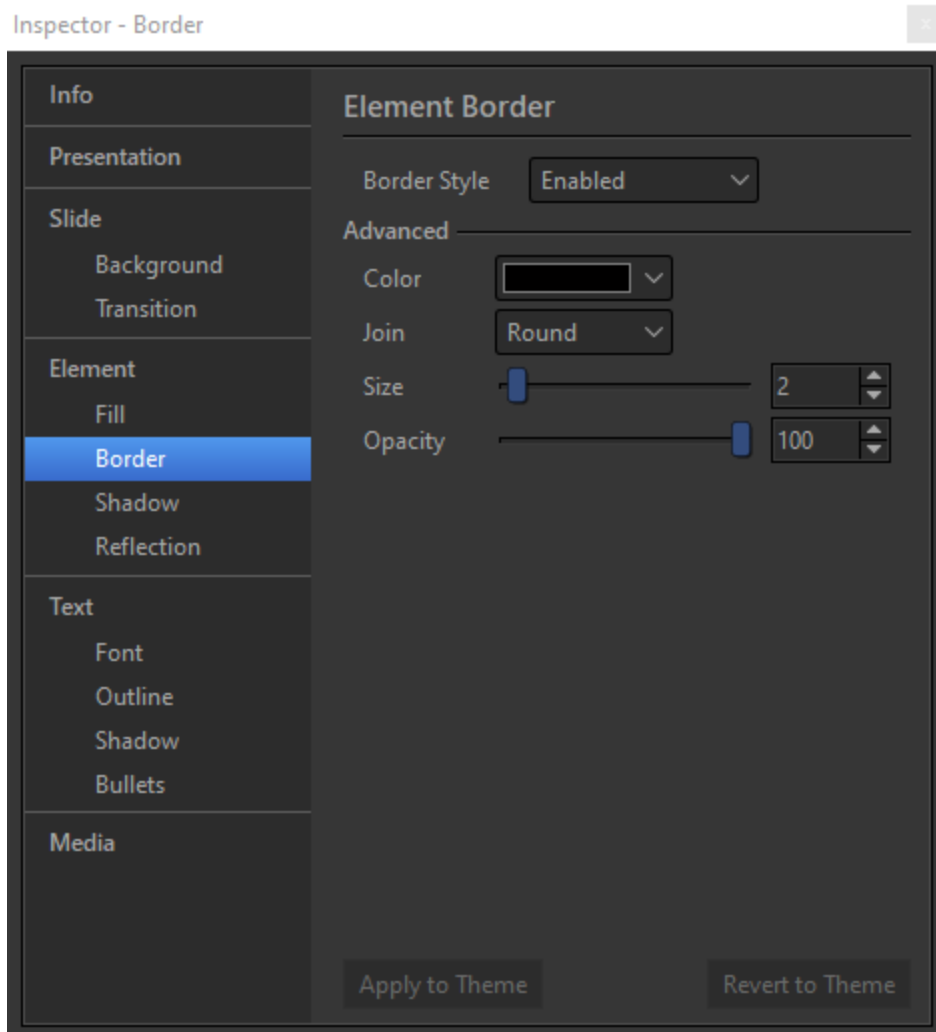 Inspector - Border
Info
Presentation
Slide
Background
Transition
Element
Fill
Border
Shadow
Reflection
Text
Font
Outline
Shadow
Bullets
Media
Element Border
Border Style Enabled
Advanced
Color
Join Round
Size 2
Opacity 100
Apply to Theme Revert to Theme